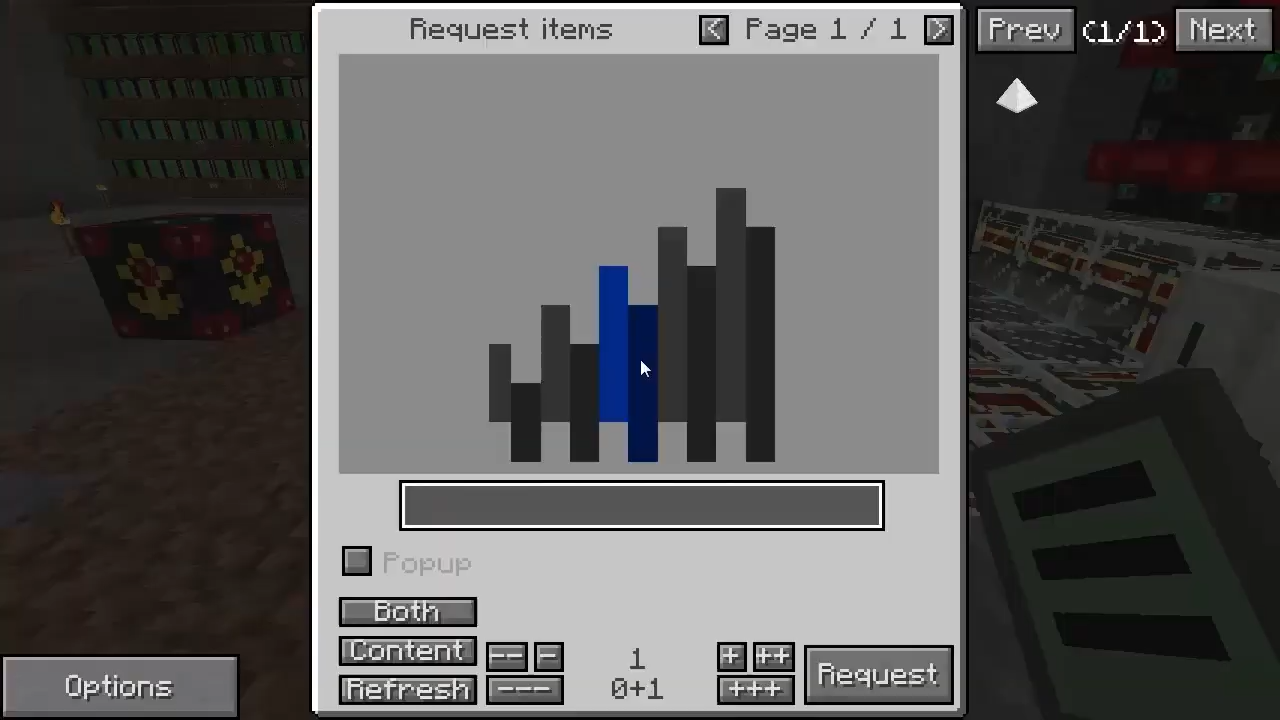 Request items < Page 1 / 1 >
Prev (1/1) Next
Popup
Both
Content -- - 1 + ++
Refresh --- 0+1 +++ Request
Options